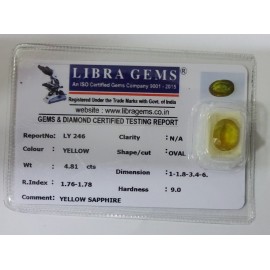 LIBRA GEMS®
An ISO Certified Gems Company 9001 - 2015
Registered Under the Trade Marks with Govt. of India
website : www.libragems.co.in
GEMS & DIAMOND CERTIFIED TESTING REPORT
ReportNo: LY 246 Clarity : N/A
Colour : YELLOW Shape/cut : OVAL
Wt : 4.81 cts Dimension : 1-1.8-3.4-6.
R.Index : 1.76-1.78 Hardness : 9.0
Comment : YELLOW SAPPHIRE